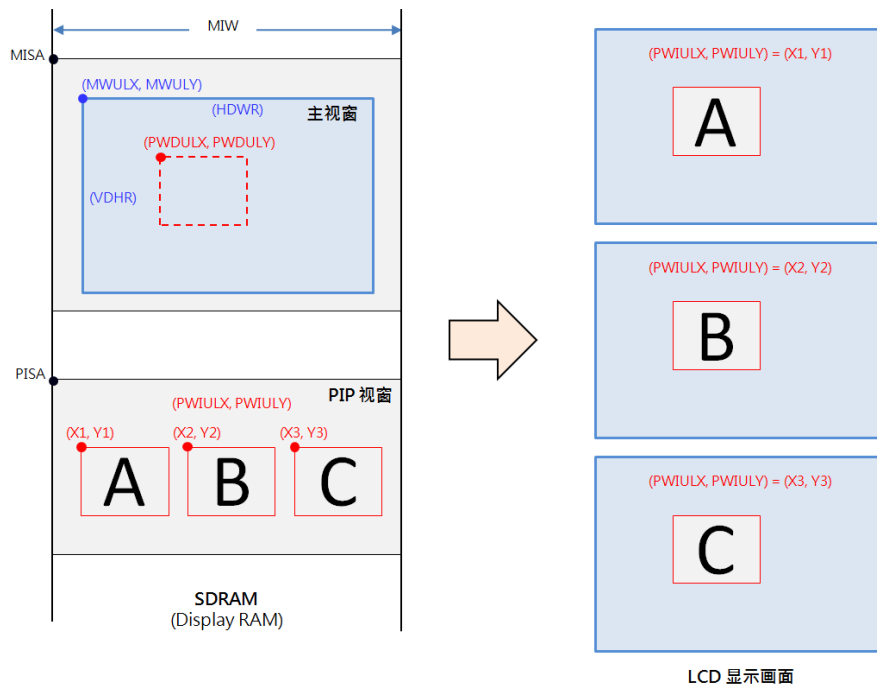 MIW
MISA
(MWULX, MWULY)
(HDWR)
主视窗
(PWDULX, PWDULY)
(VDHR)
PISA
PIP 视窗
(PWIULX, PWIULY)
(X1, Y1)
(X2, Y2)
(X3, Y3)
A
B
C
SDRAM
(Display RAM)
(PWIULX, PWIULY) = (X1, Y1)
A
(PWIULX, PWIULY) = (X2, Y2)
B
(PWIULX, PWIULY) = (X3, Y3)
C
LCD 显示画面